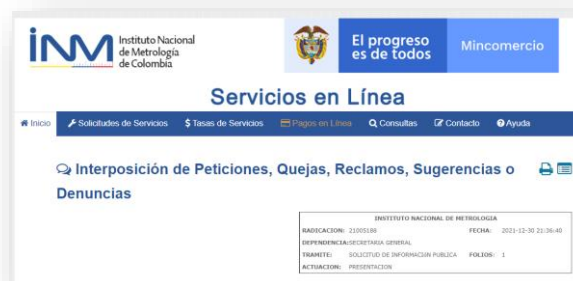 INM Instituto Nacional
de Metrología
de Colombia
El progreso
es de todos
Mincomercio
Servicios en Línea
Inicio Solicitudes de Servicios $ Tasas de Servicios Pagos en Línea Consultas Contacto Ayuda
Interposición de Peticiones, Quejas, Reclamos, Sugerencias o
Denuncias
INSTITUTO NACIONAL DE METROLOGIA
RADICACION: 21005186 FECHA: 2021-12-30 21:36:40
DEPENDENCIA: SECRETARIA GENERAL
TRAMITE: SOLICITUD DE INFORMACION PUBLICA FOLIOS: 1
ACTUACION: PRESENTACION